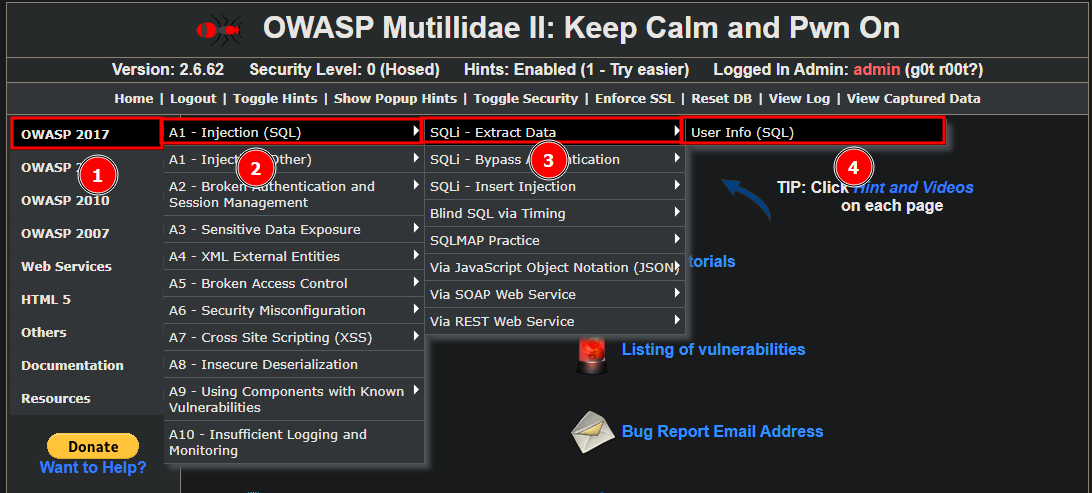 OWASP Mutillidae II: Keep Calm and Pwn On
Version: 2.6.62 Security Level: 0 (Hosed) Hints: Enabled (1 - Try easier) Logged In Admin: admin (g0t r00t?)
Home | Logout | Toggle Hints | Show Popup Hints | Toggle Security | Enforce SSL | Reset DB | View Log | View Captured Data
OWASP 2017
OWASP
OWASP 2010
OWASP 2007
Web Services
HTML 5
Others
Documentation
Resources
1
Donate
Want to Help?
A1 - Injection (SQL)
A1 - Injection (Other)
A2 - Broken Authentication and
Session Management
A3 - Sensitive Data Exposure
A4 - XML External Entities
A5 - Broken Access Control
A6 - Security Misconfiguration
A7 - Cross Site Scripting (XSS)
A8 - Insecure Deserialization
A9 - Using Components with Known
Vulnerabilities
A10 - Insufficient Logging and
Monitoring
2
SQLi - Extract Data
SQLi - Bypass Authentication
SQLi - Insert Injection
Blind SQL via Timing
SQLMAP Practice
Via JavaScript Object Notation (JSON)
Via SOAP Web Service
Via REST Web Service
3
User Info (SQL)
4
TIP: Click Hint and Videos
on each page
torials
Listing of vulnerabilities
Bug Report Email Address